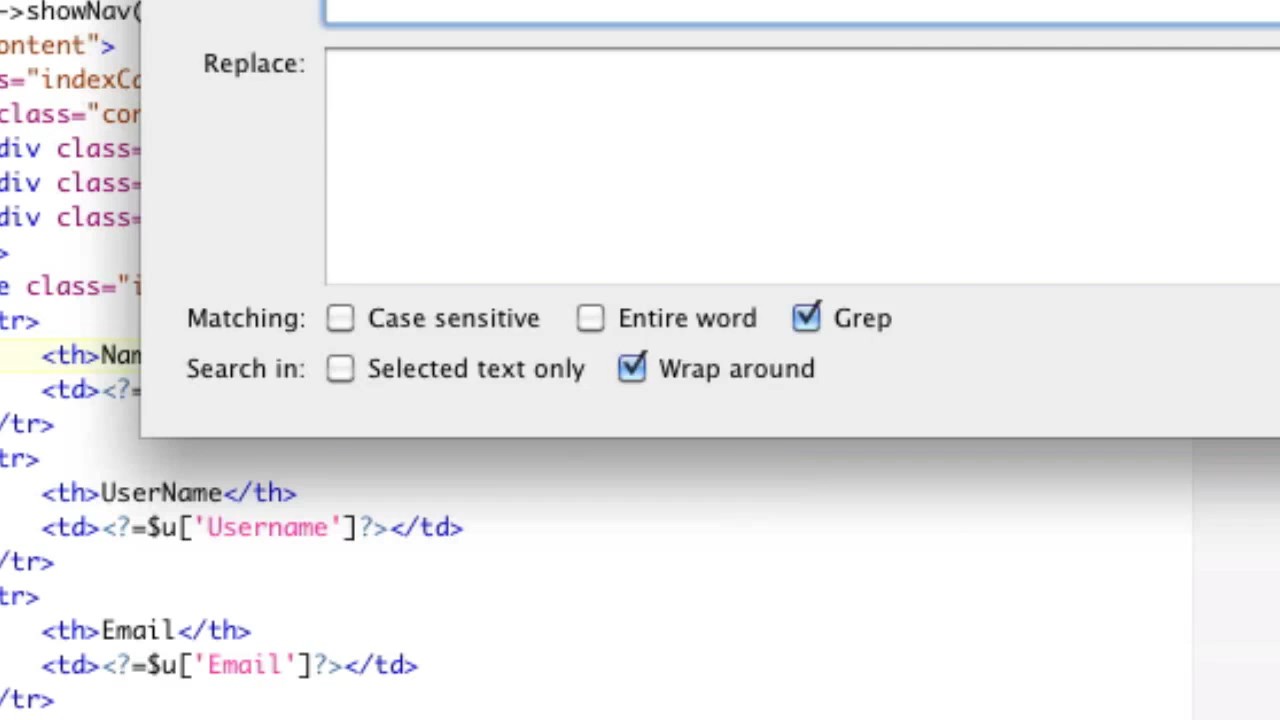 ->showNav(
ontent">
Replace:
s="indexCo
class="con
div class=
div class=
div class=
>
e class="i
tr>
Matching: Case sensitive Entire word Grep
<th>Nam
Search in: Selected text only Wrap around
<td><?=
/tr>
tr>
<th>UserName</th>
<td><?=$u['Username']?></td>
/tr>
tr>
<th>Email</th>
<td><?=$u['Email']?></td>
/tr>